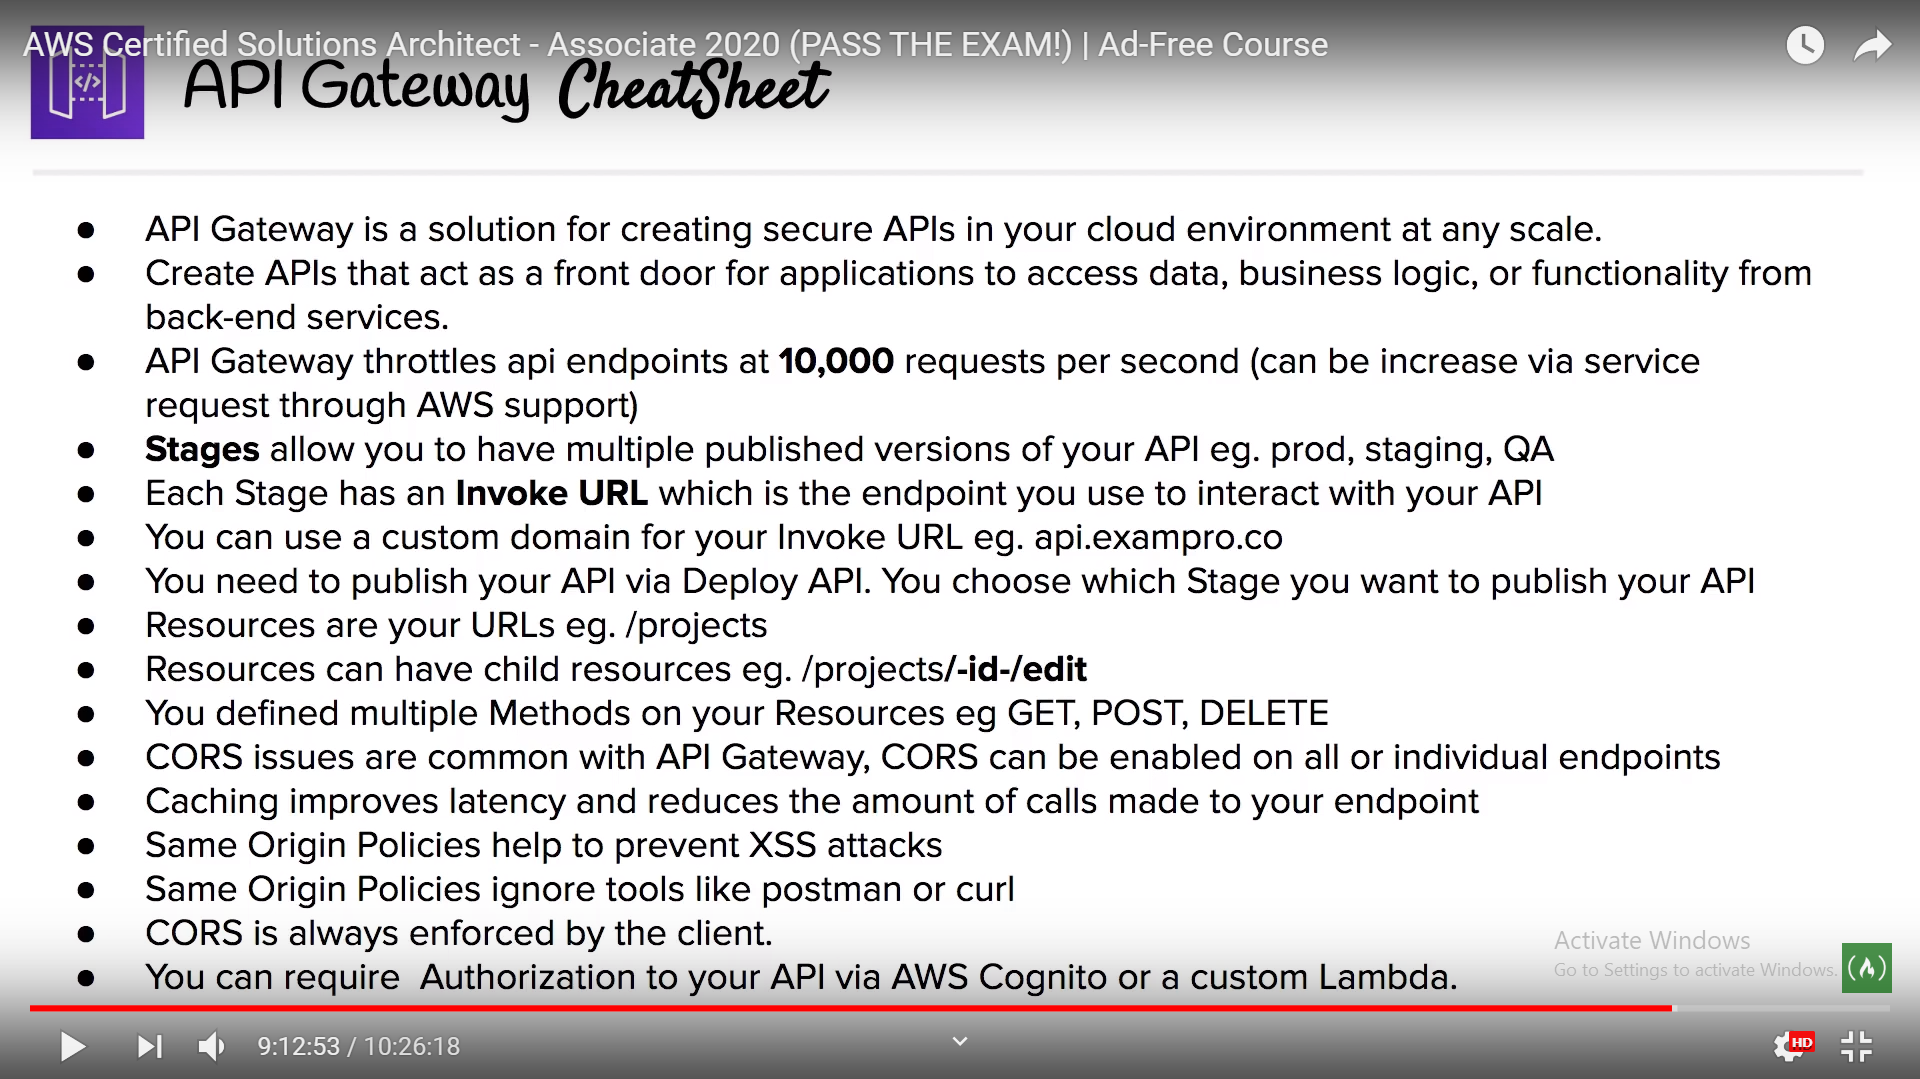 AWS Certified Solutions Architect - Associate 2020 (PASS THE EXAM!) | Ad-Free Course
</>
API Gateway CheatSheet
● API Gateway is a solution for creating secure APIs in your cloud environment at any scale.
● Create APIs that act as a front door for applications to access data, business logic, or functionality from
back-end services.
● API Gateway throttles api endpoints at 10,000 requests per second (can be increase via service
request through AWS support)
● Stages allow you to have multiple published versions of your API eg. prod, staging, QA
● Each Stage has an Invoke URL which is the endpoint you use to interact with your API
● You can use a custom domain for your Invoke URL eg. api.exampro.co
● You need to publish your API via Deploy API. You choose which Stage you want to publish your API
● Resources are your URLs eg. /projects
● Resources can have child resources eg. /projects/-id-/edit
● You defined multiple Methods on your Resources eg GET, POST, DELETE
● CORS issues are common with API Gateway, CORS can be enabled on all or individual endpoints
● Caching improves latency and reduces the amount of calls made to your endpoint
● Same Origin Policies help to prevent XSS attacks
● Same Origin Policies ignore tools like postman or curl
● CORS is always enforced by the client.
● You can require  Authorization to your API via AWS Cognito or a custom Lambda.
Activate Windows
Go to Settings to activate Windows.
9:12:53 / 10:26:18
HD